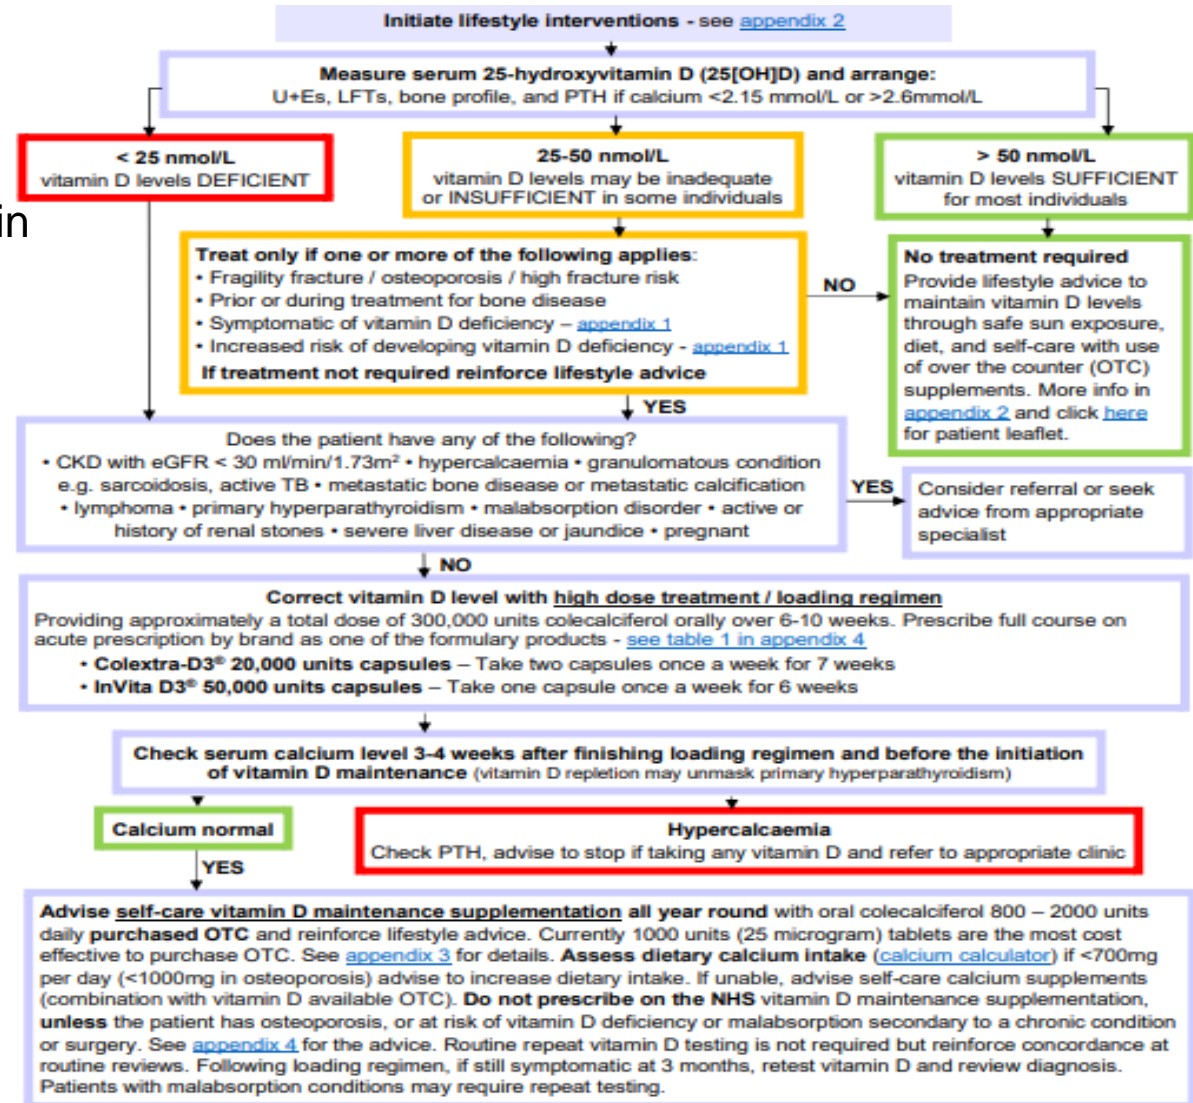 Initiate lifestyle interventions - see appendix 2
Measure serum 25-hydroxyvitamin D (25[OH]D) and arrange:
U+Es, LFTs, bone profile, and PTH if calcium <2.15 mmol/L or >2.6mmol/L
< 25 nmol/L
vitamin D levels DEFICIENT
25-50 nmol/L
vitamin D levels may be inadequate
or INSUFFICIENT in some individuals
> 50 nmol/L
vitamin D levels SUFFICIENT
for most individuals
in
Treat only if one or more of the following applies:
• Fragility fracture / osteoporosis / high fracture risk
• Prior or during treatment for bone disease
• Symptomatic of vitamin D deficiency – appendix 1
• Increased risk of developing vitamin D deficiency - appendix 1
If treatment not required reinforce lifestyle advice
NO
No treatment required
Provide lifestyle advice to
maintain vitamin D levels
through safe sun exposure,
diet, and self-care with use
of over the counter (OTC)
supplements. More info in
appendix 2 and click here
for patient leaflet.
YES
Does the patient have any of the following?
• CKD with eGFR < 30 ml/min/1.73m² • hypercalcaemia • granulomatous condition
e.g. sarcoidosis, active TB • metastatic bone disease or metastatic calcification
• lymphoma • primary hyperparathyroidism • malabsorption disorder • active or
history of renal stones • severe liver disease or jaundice • pregnant
YES
Consider referral or seek
advice from appropriate
specialist
NO
Correct vitamin D level with high dose treatment / loading regimen
Providing approximately a total dose of 300,000 units colecalciferol orally over 6-10 weeks. Prescribe full course on
acute prescription by brand as one of the formulary products - see table 1 in appendix 4
• Colextra-D3® 20,000 units capsules – Take two capsules once a week for 7 weeks
• InVita D3® 50,000 units capsules – Take one capsule once a week for 6 weeks
Check serum calcium level 3-4 weeks after finishing loading regimen and before the initiation
of vitamin D maintenance (vitamin D repletion may unmask primary hyperparathyroidism)
Calcium normal
Hypercalcaemia
Check PTH, advise to stop if taking any vitamin D and refer to appropriate clinic
YES
Advise self-care vitamin D maintenance supplementation all year round with oral colecalciferol 800 – 2000 units
daily purchased OTC and reinforce lifestyle advice. Currently 1000 units (25 microgram) tablets are the most cost
effective to purchase OTC. See appendix 3 for details. Assess dietary calcium intake (calcium calculator) if <700mg
per day (<1000mg in osteoporosis) advise to increase dietary intake. If unable, advise self-care calcium supplements
(combination with vitamin D available OTC). Do not prescribe on the NHS vitamin D maintenance supplementation,
unless the patient has osteoporosis, or at risk of vitamin D deficiency or malabsorption secondary to a chronic condition
or surgery. See appendix 4 for the advice. Routine repeat vitamin D testing is not required but reinforce concordance at
routine reviews. Following loading regimen, if still symptomatic at 3 months, retest vitamin D and review diagnosis.
Patients with malabsorption conditions may require repeat testing.